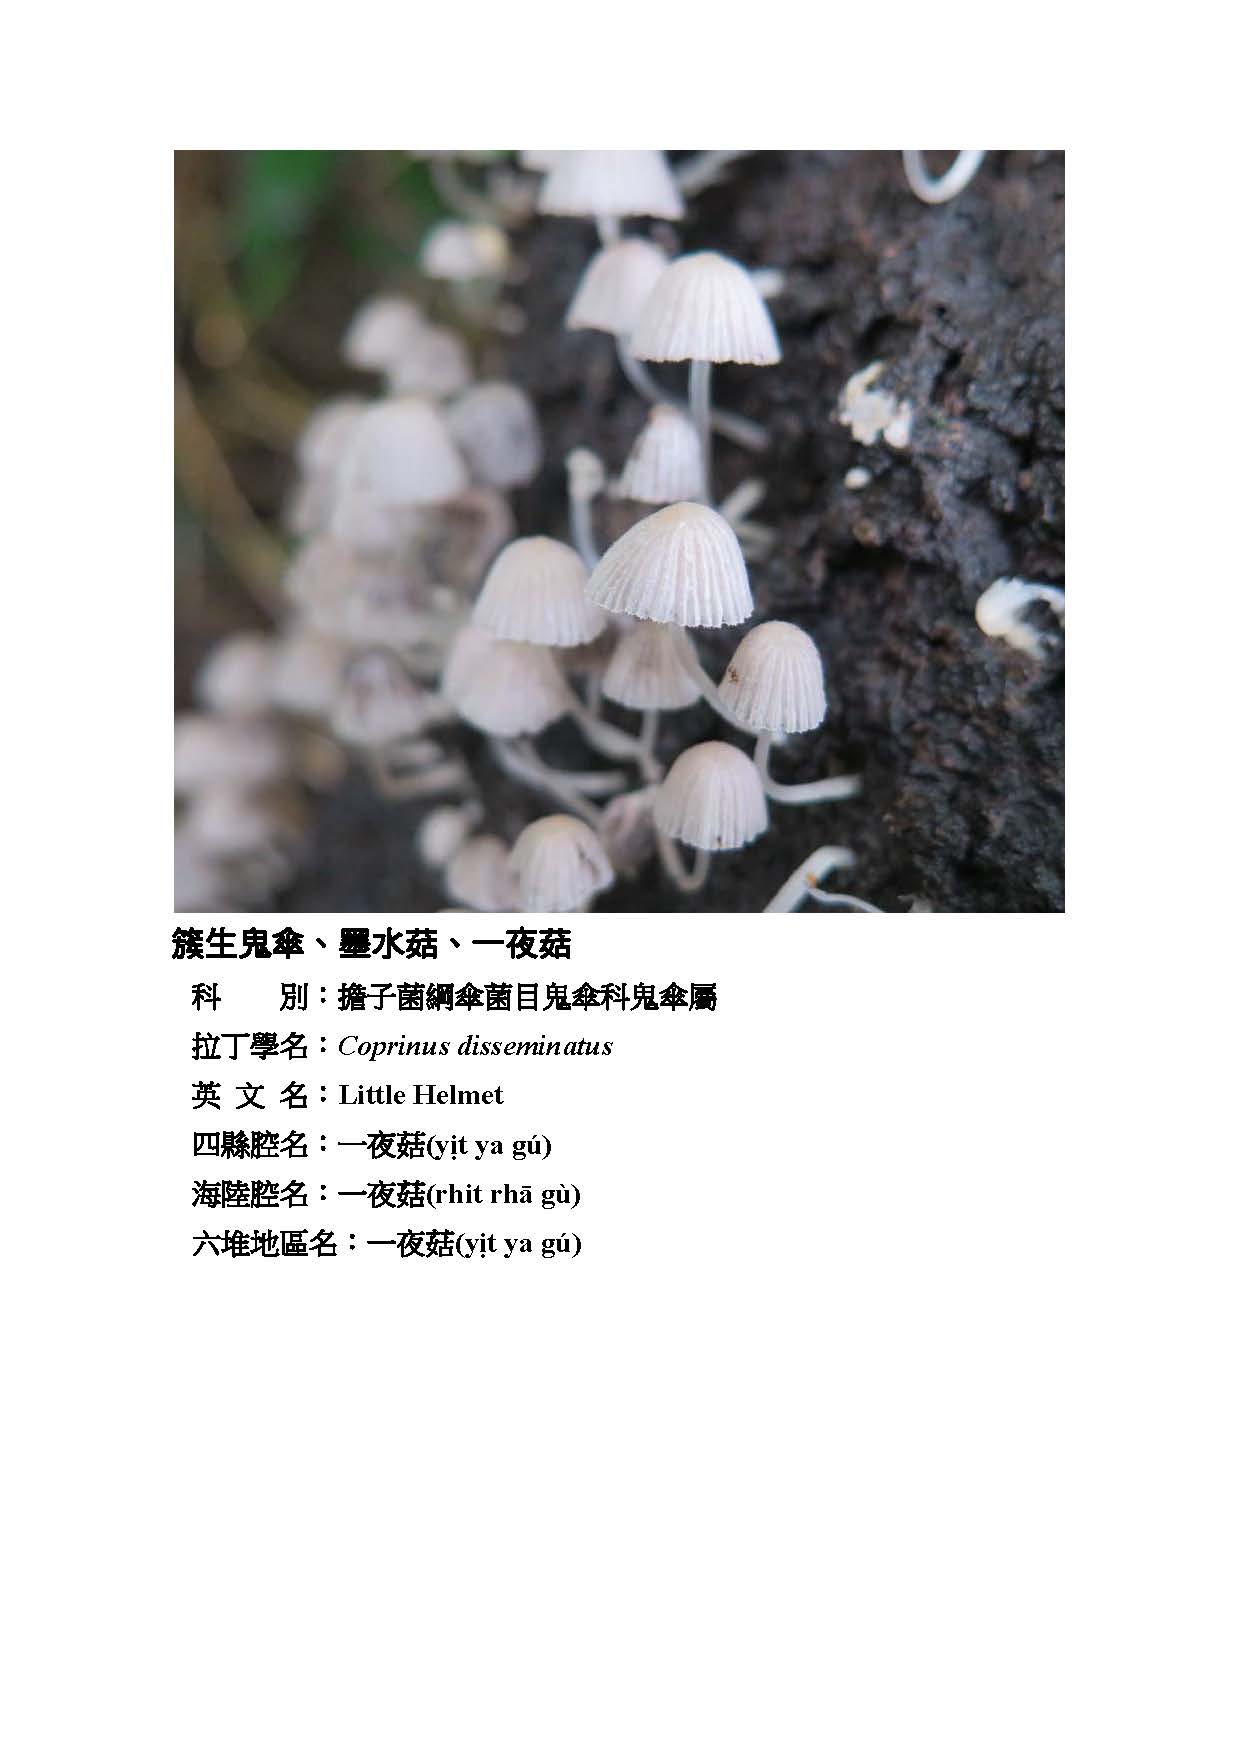 簇生鬼傘、墨水菇、一夜菇
科　　別：擔子菌綱傘菌目鬼傘科鬼傘屬
拉丁學名：Coprinus disseminatus
英 文 名：Little Helmet
四縣腔名：一夜菇(yịt ya gú)
海陸腔名：一夜菇(rhit rhā gù)
六堆地區名：一夜菇(yịt ya gú)